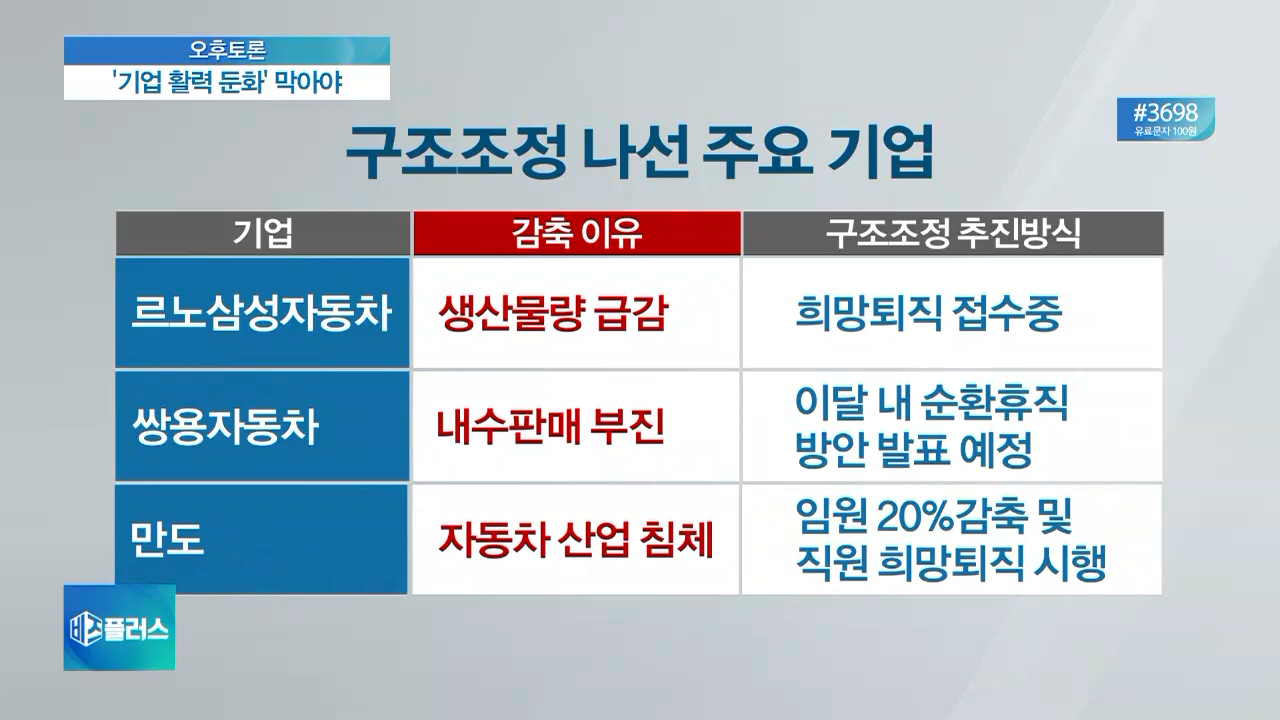 오후토론
'기업 활력 둔화' 막아야
#3698
유료문자 100원
구조조정 나선 주요 기업
기업 감축 이유 구조조정 추진방식
르노삼성자동차 생산물량 급감 희망퇴직 접수중
쌍용자동차 내수판매 부진 이달 내 순환휴직
방안 발표 예정
만도 자동차 산업 침체 임원 20%감축 및
직원 희망퇴직 시행
비즈플러스